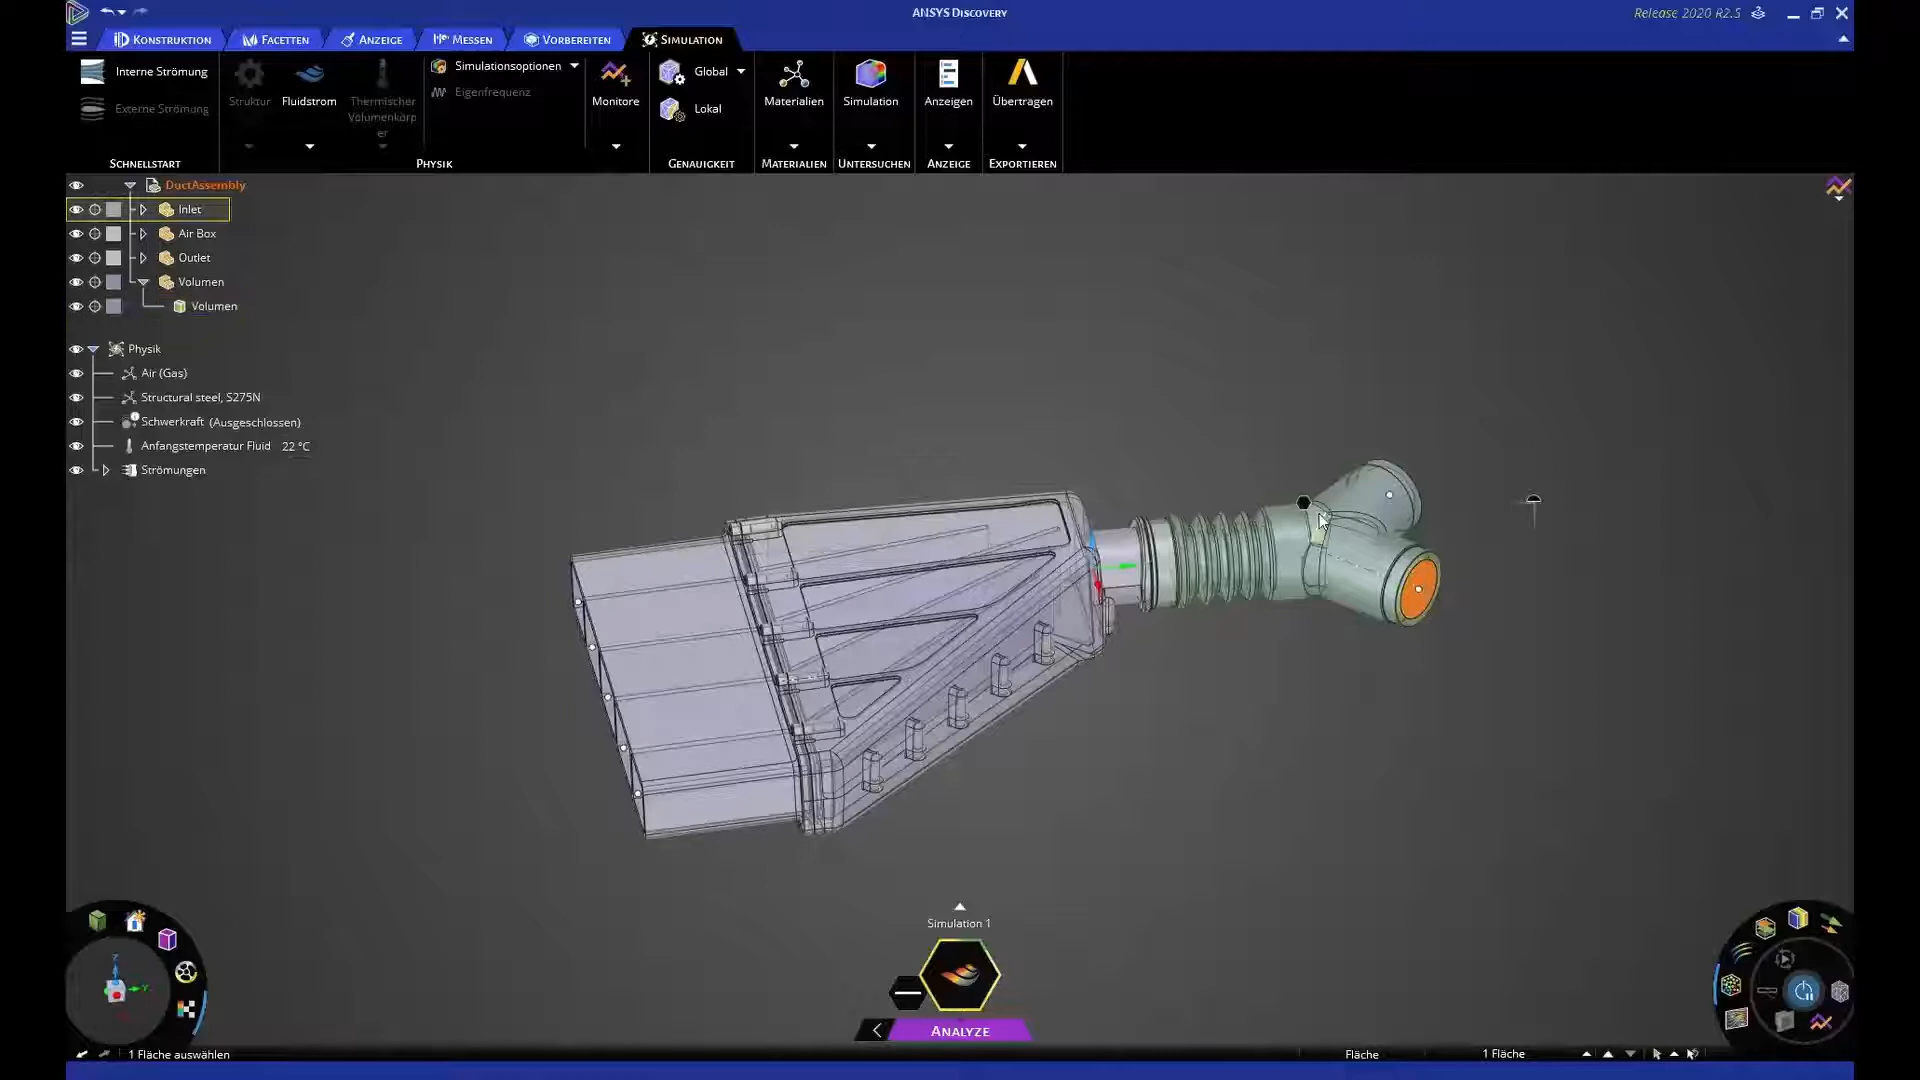 ANSYS DISCOVERY
Release 2020 R2.5
KONSTRUKTION
FACETTEN
ANZEIGE
MESSEN
VORBEREITEN
SIMULATION
Interne Strömung
Externe Strömung
SCHNELLSTART
Struktur
Fluidstrom
Thermischer
Volumenkörp
er
Simulationsoptionen
Eigenfrequenz
PHYSIK
Monitore
Global
Lokal
GENAUIGKEIT
Materialien
MATERIALIEN
Simulation
UNTERSUCHEN
Anzeigen
ANZEIGE
Übertragen
EXPORTIEREN
DuctAssembly
Inlet
Air Box
Outlet
Volumen
Volumen
Physik
Air (Gas)
Structural steel, S275N
Schwerkraft (Ausgeschlossen)
Anfangstemperatur Fluid 22 °C
Strömungen
Simulation 1
ANALYZE
Z
Y
1 Fläche auswählen
Fläche
1 Fläche